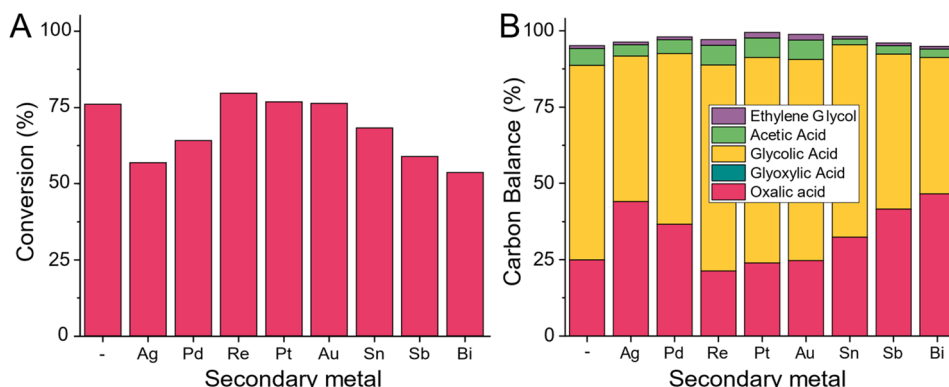 A
Conversion (%)
100
75
50
25
0
- Ag Pd Re Pt Au Sn Sb Bi
Secondary metal
B
Carbon Balance (%)
100
75
50
25
0
Ethylene Glycol
Acetic Acid
Glycolic Acid
Glyoxylic Acid
Oxalic acid
- Ag Pd Re Pt Au Sn Sb Bi
Secondary metal